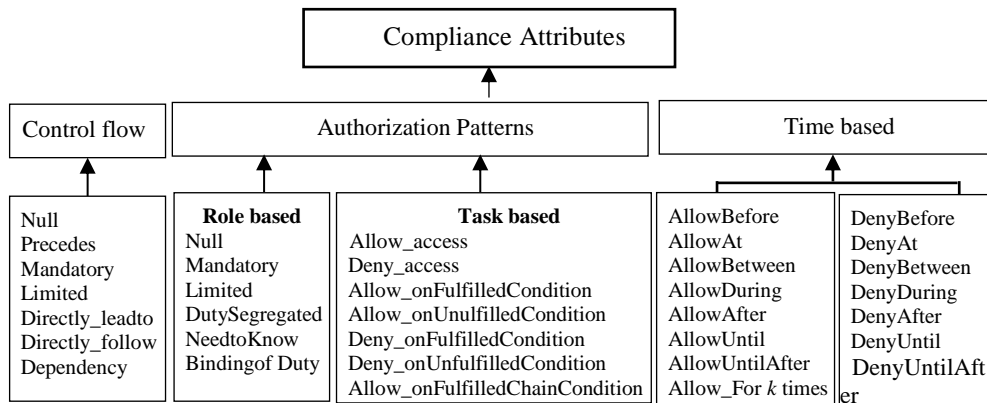 Compliance Attributes
Control flow
Authorization Patterns
Time based
Null
Precedes
Mandatory
Limited
Directly_leadto
Directly_follow
Dependency
Role based
Null
Mandatory
Limited
DutySegregated
NeedtoKnow
Bindingof Duty
Task based
Allow_access
Deny_access
Allow_onFulfilledCondition
Allow_onUnulfilledCondition
Deny_onFulfilledCondition
Deny_onUnfulfilledCondition
Allow_onFulfilledChainCondition
AllowBefore
AllowAt
AllowBetween
AllowDuring
AllowAfter
AllowUntil
AllowUntilAfter
Allow_For k times
DenyBefore
DenyAt
DenyBetween
DenyDuring
DenyAfter
DenyUntil
DenyUntilAft
er